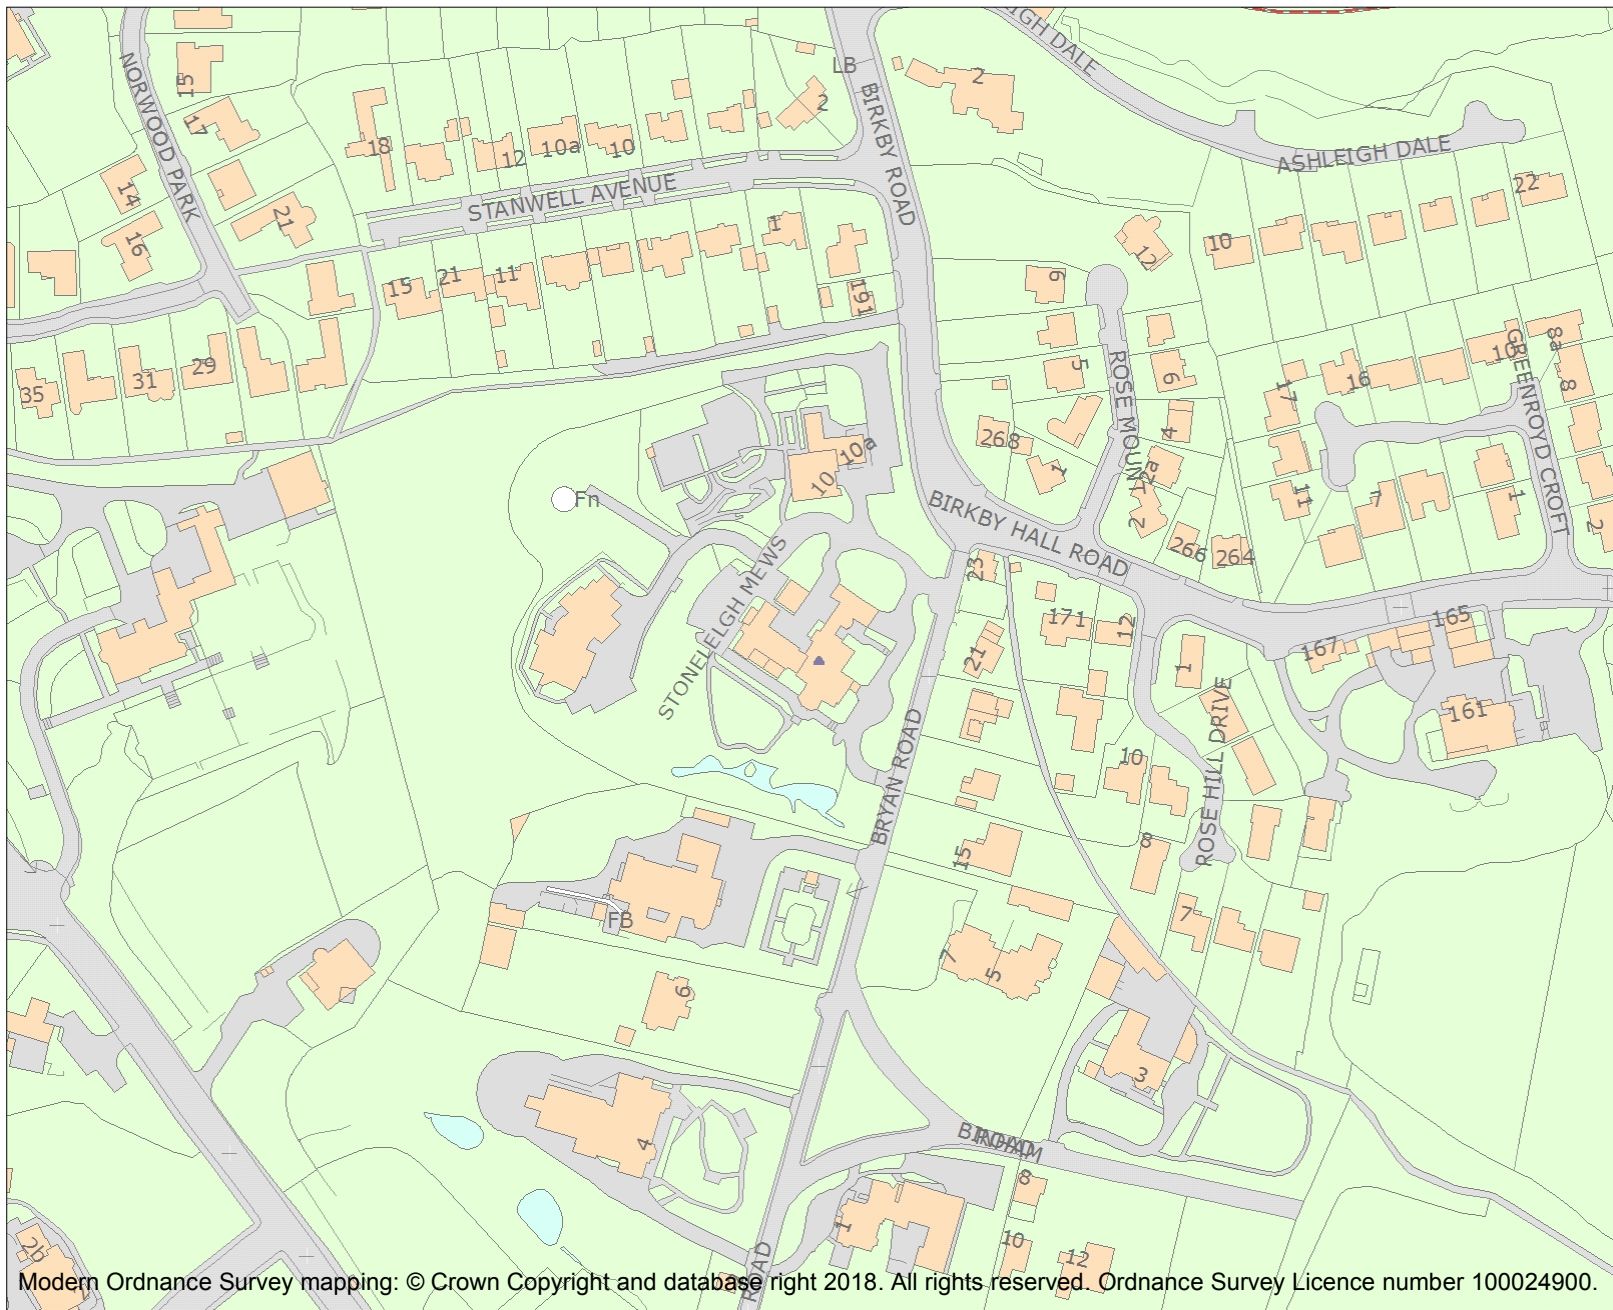 EIGH DALE
NORWOOD PARK
15
17
LB
2
2
BIRKBY ROAD
18
12
10a
10
STANWELL AVENUE
ASHLEIGH DALE
22
14
16
21
1
12
10
15
21
11
191
9
35
31
29
5
ROSE MOUNT
6
4
268
1
2a
2
266
264
17
16
10
8a
8
GREENROYD CROFT
11
7
1
2
10a
10
Fn
BIRKBY HALL ROAD
STONELEIGH MEWS
23
171
12
21
1
167
165
161
ROSE HILL DRIVE
10
8
7
BRYAN ROAD
15
FB
7
5
6
3
4
BIRKHAM
ROAD
8
1
10
12
2b
ROAD
Modern Ordnance Survey mapping: © Crown Copyright and database right 2018. All rights reserved. Ordnance Survey Licence number 100024900.